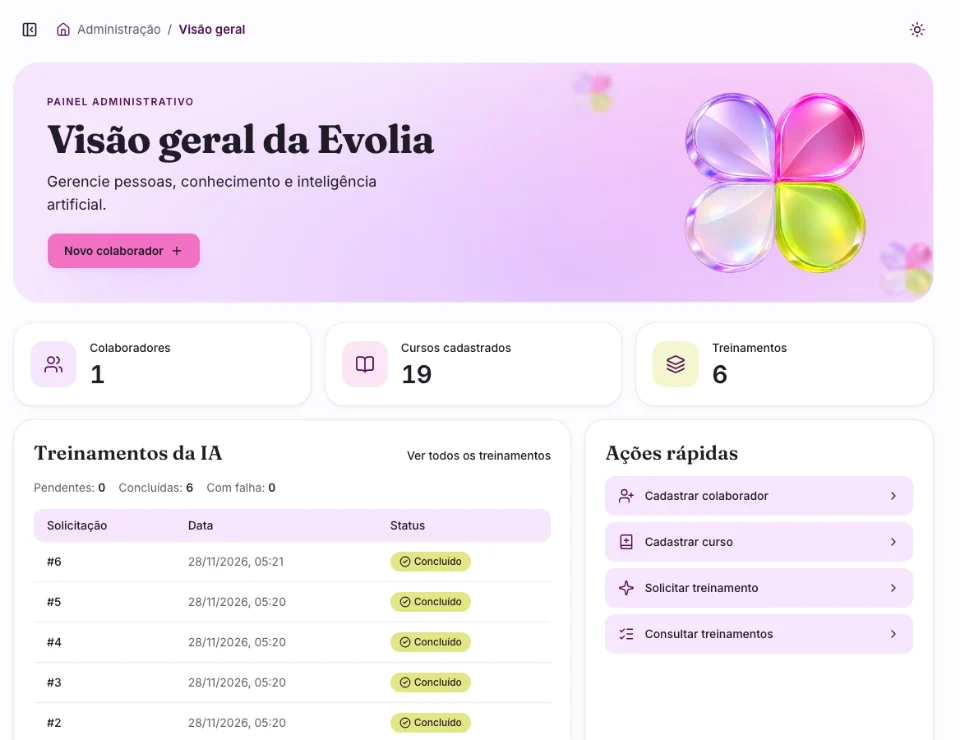 Administração / Visão geral
PAINEL ADMINISTRATIVO
Visão geral da Evolia
Gerencie pessoas, conhecimento e inteligência
artificial.
Novo colaborador +
Colaboradores
1
Cursos cadastrados
19
Treinamentos
6
Treinamentos da IA
Ver todos os treinamentos
Pendentes: 0 Concluídas: 6 Com falha: 0
Solicitação Data Status
#6 28/11/2026, 05:21 Concluído
#5 28/11/2026, 05:20 Concluído
#4 28/11/2026, 05:20 Concluído
#3 28/11/2026, 05:20 Concluído
#2 28/11/2026, 05:20 Concluído
Ações rápidas
Cadastrar colaborador
Cadastrar curso
Solicitar treinamento
Consultar treinamentos